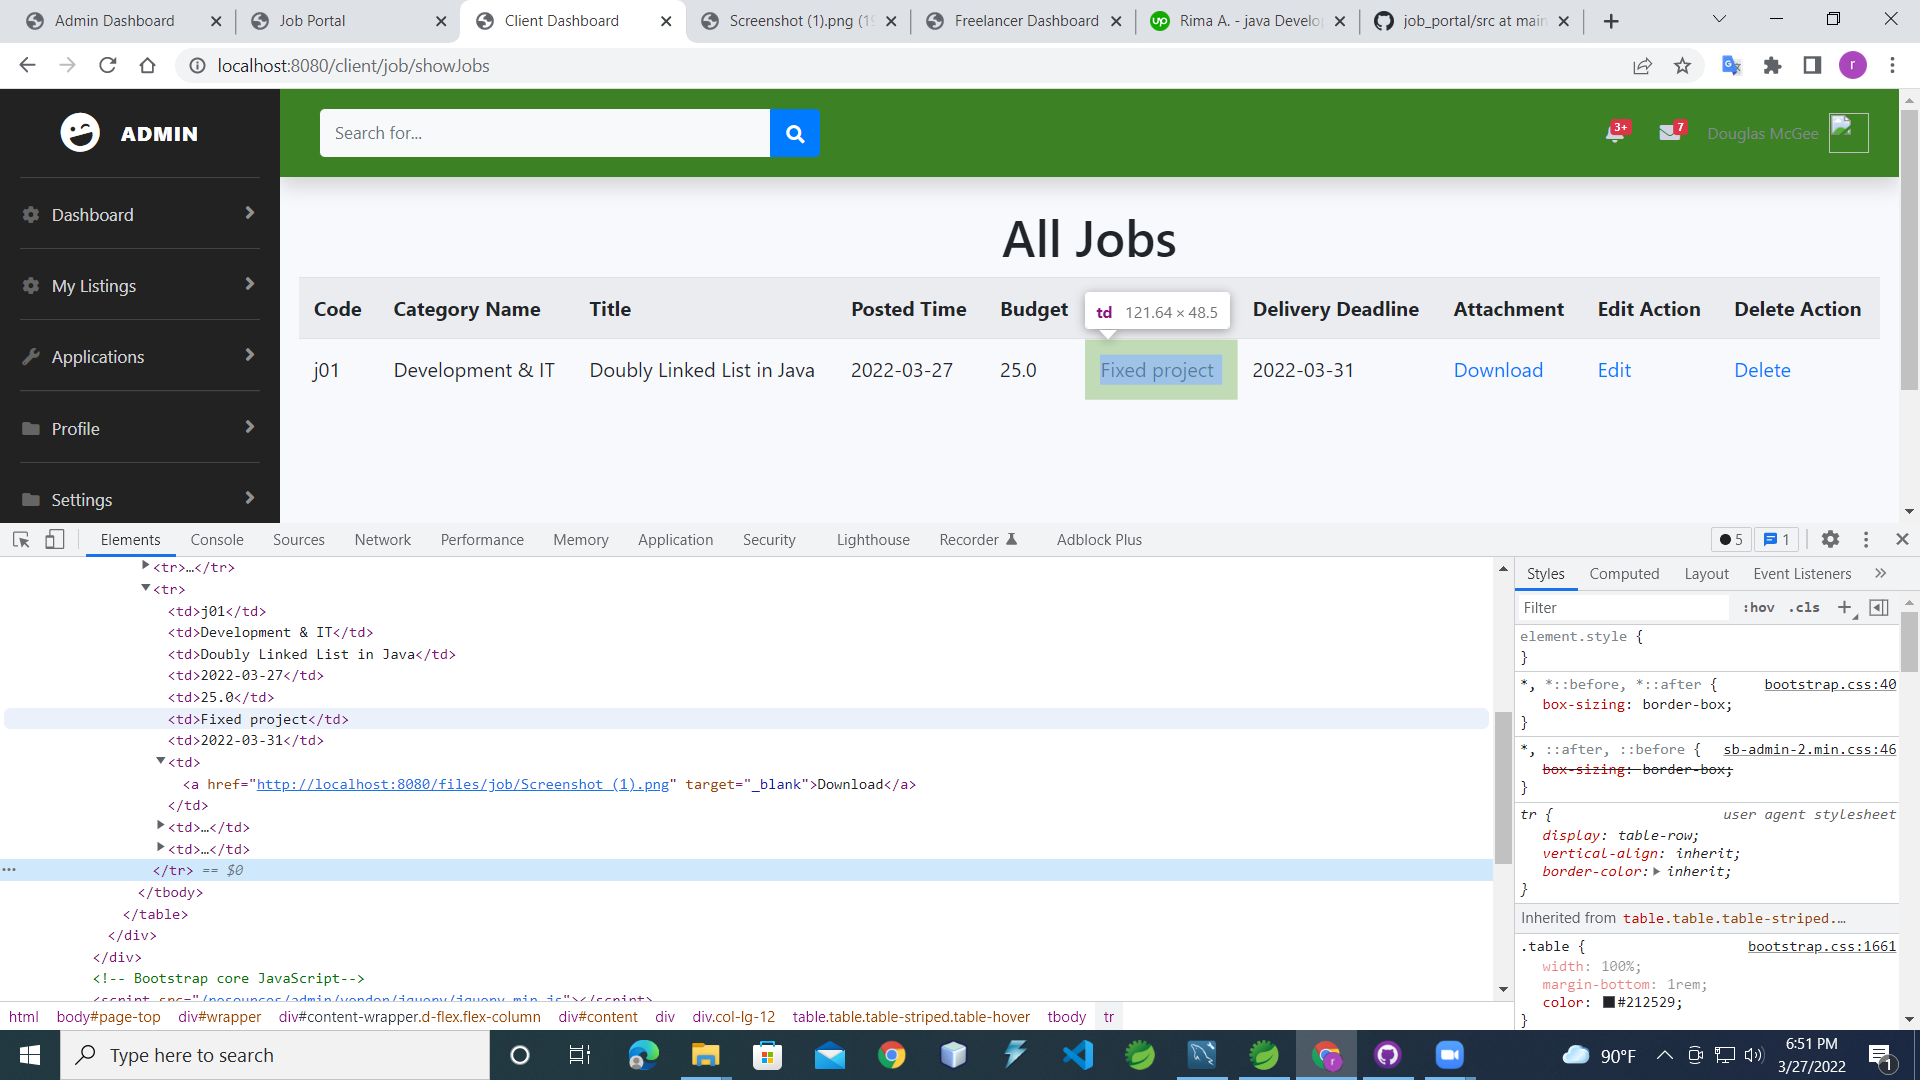 Admin Dashboard
Job Portal
Client Dashboard
Screenshot (1).png (19
Freelancer Dashboard
up
Rima A. - java Develop
job_portal/src at main
localhost:8080/client/job/showJobs
r
ADMIN
Search for...
3+
7
Douglas McGee
Dashboard
My Listings
Applications
Profile
Settings
All Jobs
Code Category Name Title Posted Time Budget Delivery Deadline Attachment Edit Action Delete Action
td 121.64 × 48.5
j01 Development & IT Doubly Linked List in Java 2022-03-27 25.0 Fixed project 2022-03-31 Download Edit Delete
Elements Console Sources Network Performance Memory Application Security Lighthouse Recorder Adblock Plus
5 1
<tr>…</tr>
<tr>
<td>j01</td>
<td>Development & IT</td>
<td>Doubly Linked List in Java</td>
<td>2022-03-27</td>
<td>25.0</td>
<td>Fixed project</td>
<td>2022-03-31</td>
<td>
<a href="http://localhost:8080/files/job/Screenshot (1).png" target="_blank">Download</a>
</td>
<td>…</td>
<td>…</td>
</tr> == $0
</tbody>
</table>
</div>
</div>
<!-- Bootstrap core JavaScript-->
<script src="/resources/admin/vendor/jquery/jquery.min.js"></script>
html body#page-top div#wrapper div#content-wrapper.d-flex.flex-column div#content div div.col-lg-12 table.table.table-striped.table-hover tbody tr
Styles Computed Layout Event Listeners
Filter :hov .cls
element.style {
}
*, *::before, *::after { bootstrap.css:40
box-sizing: border-box;
}
*, ::after, ::before { sb-admin-2.min.css:46
box-sizing: border-box;
}
tr { user agent stylesheet
display: table-row;
vertical-align: inherit;
border-color: inherit;
}
Inherited from table.table.table-striped.…
.table { bootstrap.css:1661
width: 100%;
margin-bottom: 1rem;
color: #212529;
}
Type here to search
r
90°F
6:51 PM
3/27/2022
1